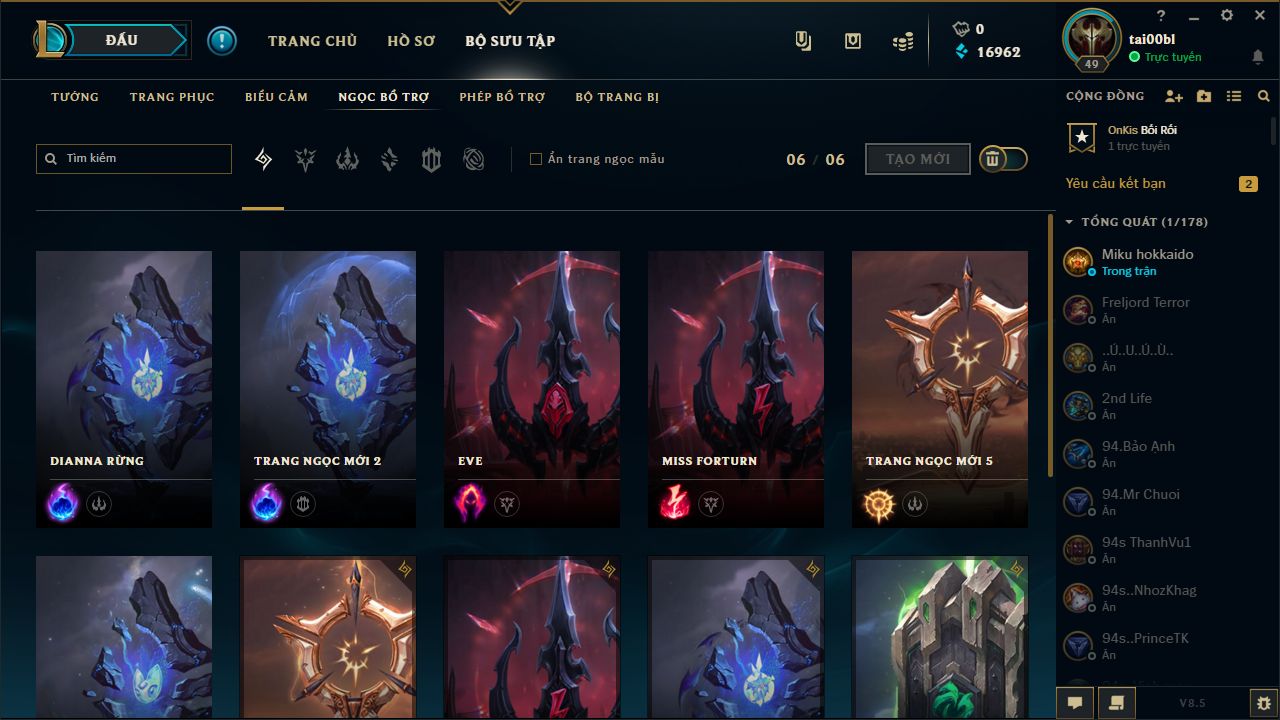 ĐẤU
TRANG CHỦ
HỒ SƠ
BỘ SƯU TẬP
0
16962
49
?
tai00bl
Trực tuyến
TƯỚNG
TRANG PHỤC
BIỂU CẢM
NGỌC BỔ TRỢ
PHÉP BỔ TRỢ
BỘ TRANG BỊ
CỘNG ĐỒNG
Tìm kiếm
Ẩn trang ngọc mẫu
06 / 06
TẠO MỚI
OnKis Bối Rối
1 trực tuyến
Yêu cầu kết bạn
2
TỔNG QUÁT (1/178)
Miku hokkaido
Trong trận
Freljord Terror
Ẩn
..Ú..U..Ú..Ù..
Ẩn
2nd Life
Ẩn
94.Bảo Anh
Ẩn
94.Mr Chuoi
Ẩn
94s ThanhVu1
Ẩn
94s..NhozKhag
Ẩn
94s..PrinceTK
Ẩn
DIANNA RỪNG
TRANG NGỌC MỚI 2
EVE
MISS FORTURN
TRANG NGỌC MỚI 5
V8.5